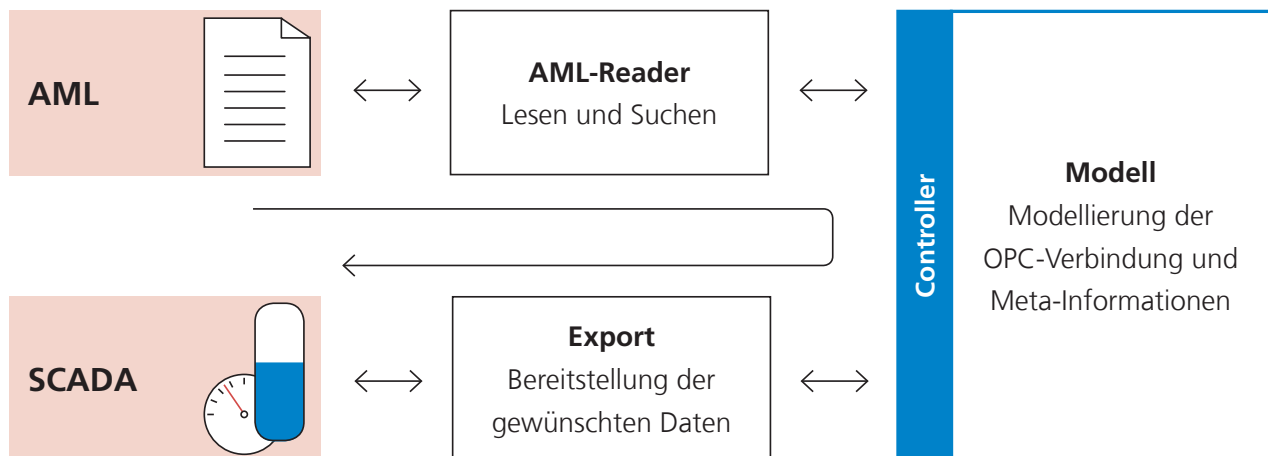 AML
AML-Reader
Lesen und Suchen
Controller
Modell
Modellierung der
OPC-Verbindung und
Meta-Informationen
SCADA
Export
Bereitstellung der
gewünschten Daten